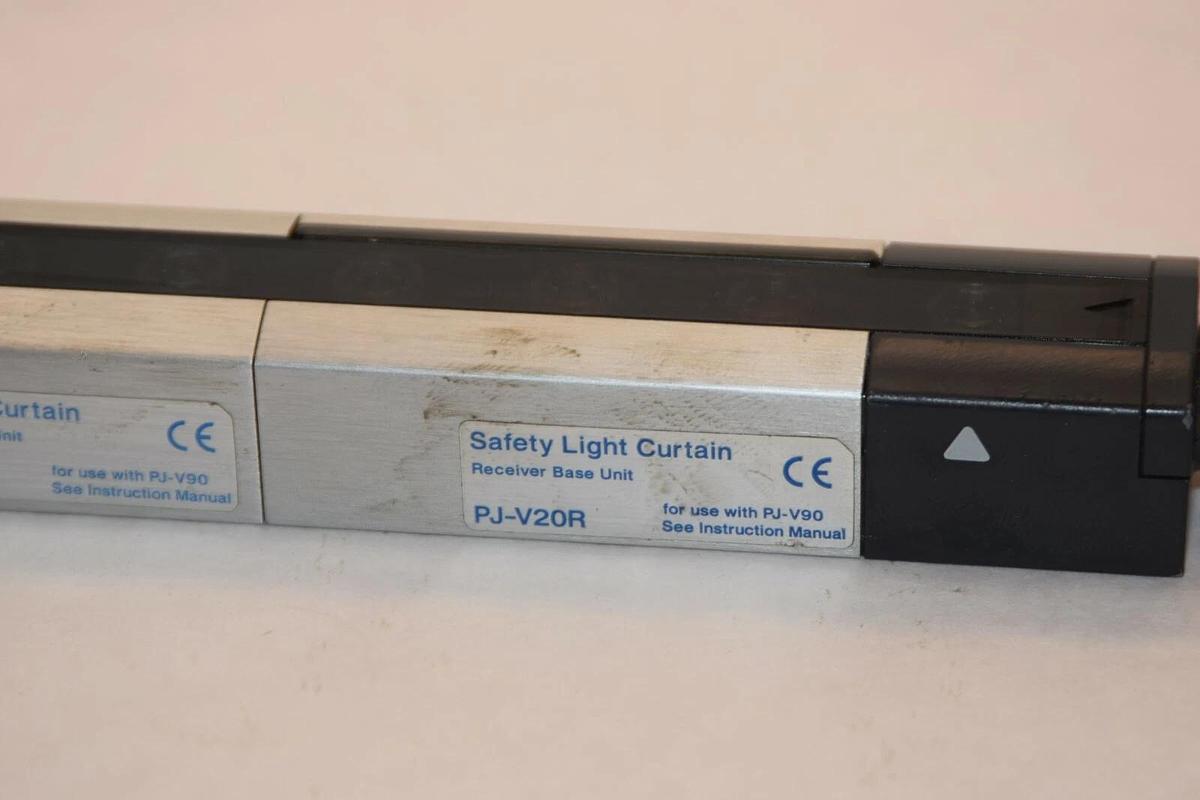 Curtain
CE
for use with PJ-V90
See Instruction Manual
Safety Light Curtain
Receiver Base Unit
CE
PJ-V20R
for use with PJ-V90
See Instruction Manual